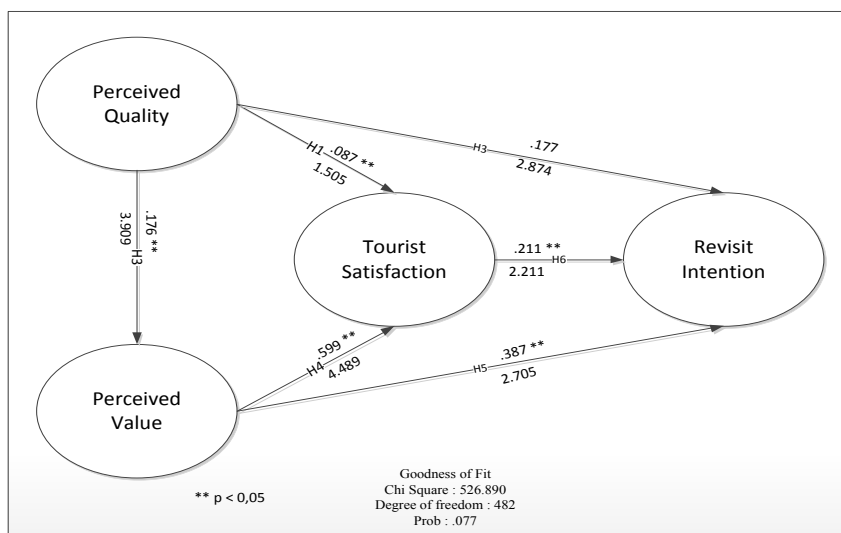 Perceived
Quality
.177
H3
2.874
H1
.087 **
1.505
.176 **
H3
3.909
Tourist
Satisfaction
.211 **
H6
2.211
Revisit
Intention
.599 **
H4
4.489
.387 **
H5
2.705
Perceived
Value
** p < 0,05
Goodness of Fit
Chi Square : 526.890
Degree of freedom : 482
Prob : .077